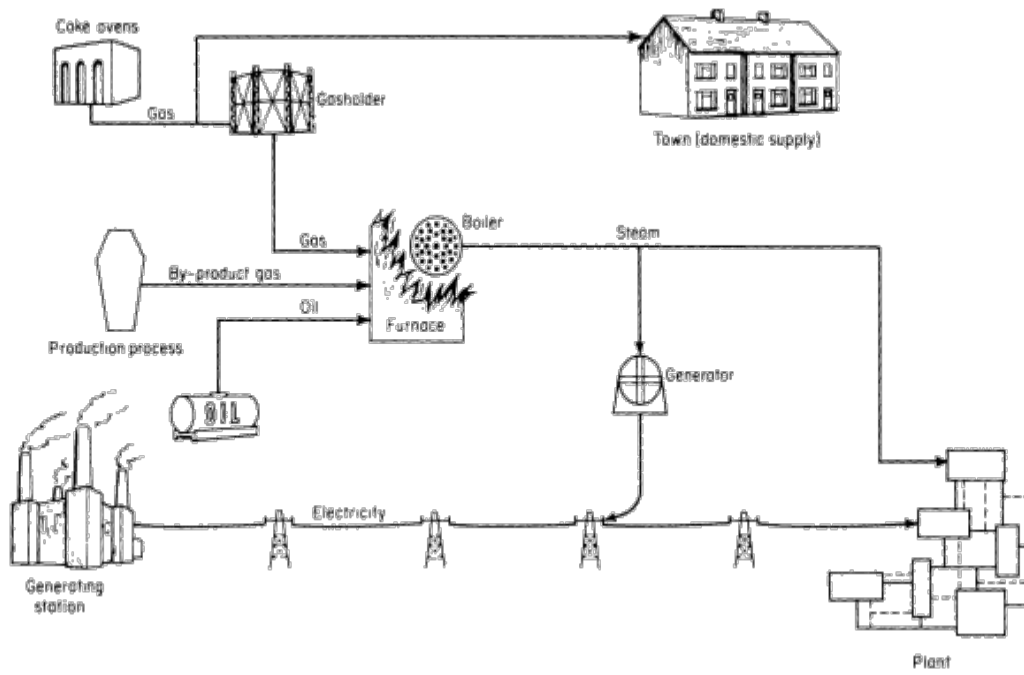 Coke ovens
Gas
Gasholder
Town (domestic supply)
Boiler
Steam
Gas
By-product gas
Oil
Furnace
Production process
Generator
OIL
Electricity
Generating
station
Plant